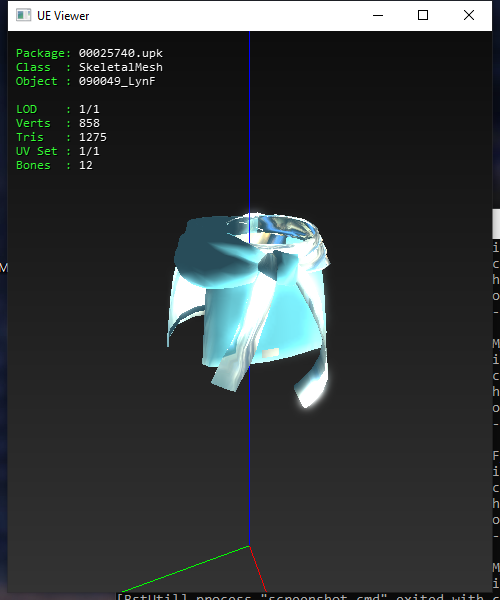 UE Viewer
Package: 00025740.upk
Class  : SkeletalMesh
Object : 090049_LynF
LOD    : 1/1
Verts  : 858
Tris   : 1275
UV Set : 1/1
Bones  : 12
M
i
c
h
o
-
M
i
c
h
o
-
F
i
c
h
o
-
M
i
[BstUtil] process "screenshot.cmd" exited with c